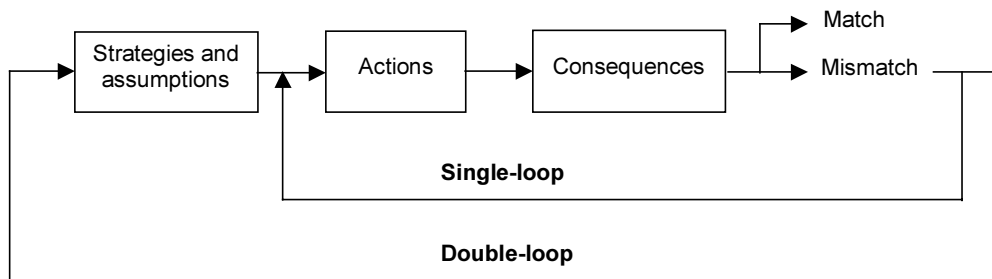 Strategies and
assumptions
Actions
Consequences
Match
Mismatch
Single-loop
Double-loop